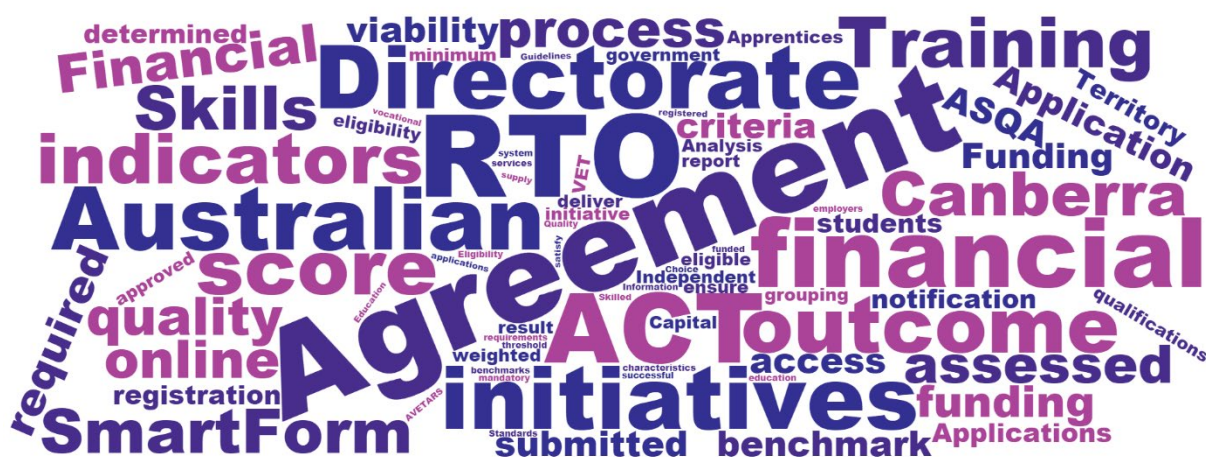 determined
Financial
viability
minimum
process
Guidelines
government
Apprentices
Training
Skills
Directorate
ASQA
Application
Territory
vocational
eligibility
registered
criteria
Analysis
report
Funding
indicators
RTO
system
services
supply
VET
deliver
initiative
Quality
Canberra
employers
students
Australian
Agreement
satisfy
funded
eligible
Choice
Independent
Information
ensure
financial
required
approved
score
applications
Eligibility
Education
Skilled
grouping
notification
qualifications
quality
online
result
requirements
threshold
weighted
ACT
Capital
outcome
access
assessed
registration
AVETARS
benchmarks
mandatory
initiatives
characteristics
successful
education
funding
SmartForm
Standards
submitted
benchmark
Applications